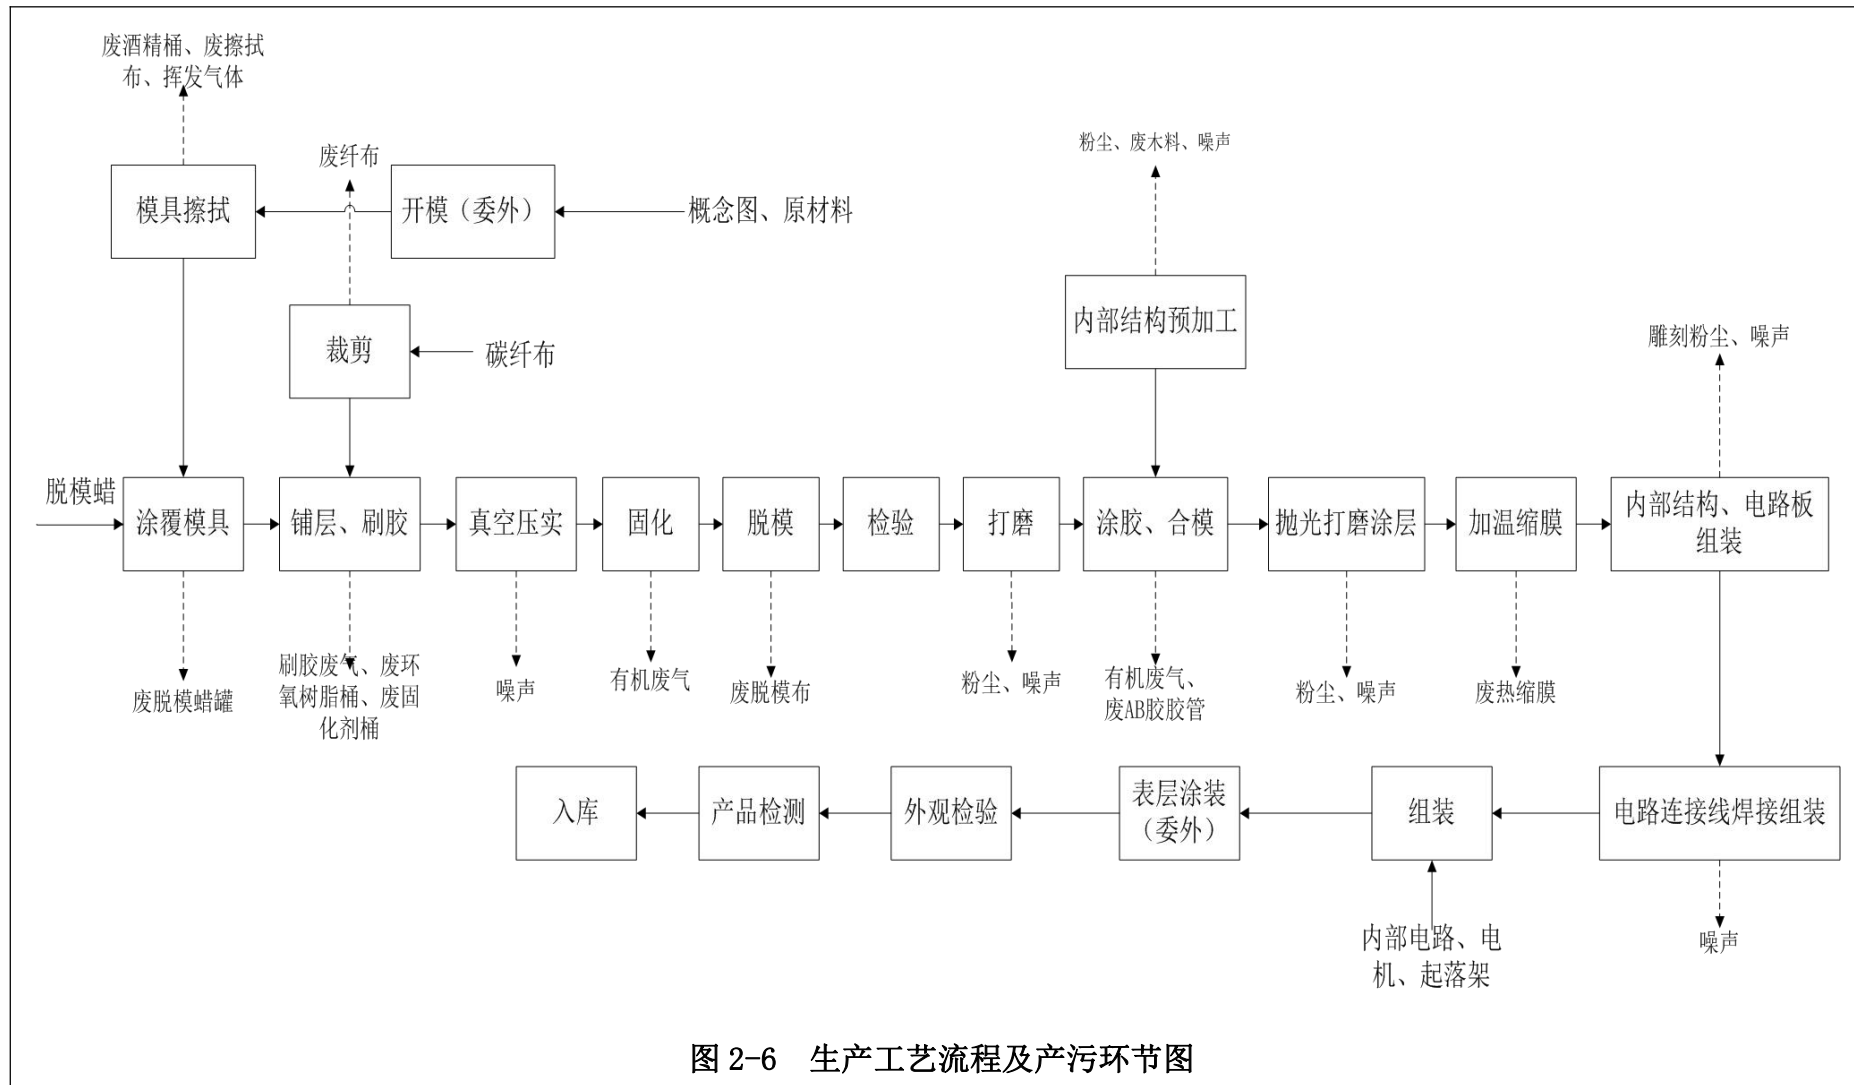 废酒精桶、废擦拭
布、挥发气体
废纤布
粉尘、废木料、噪声
模具擦拭
开模（委外）
概念图、原材料
内部结构预加工
裁剪
碳纤布
雕刻粉尘、噪声
脱模蜡
涂覆模具
铺层、刷胶
真空压实
固化
脱模
检验
打磨
涂胶、合模
抛光打磨涂层
加温缩膜
内部结构、电路板
组装
废脱模蜡罐
刷胶废气、废环
氧树脂桶、废固
化剂桶
噪声
有机废气
废脱模布
粉尘、噪声
有机废气、
废AB胶胶管
粉尘、噪声
废热缩膜
入库
产品检测
外观检验
表层涂装
（委外）
组装
电路连接线焊接组装
内部电路、电
机、起落架
噪声
图 2-6 生产工艺流程及产污环节图